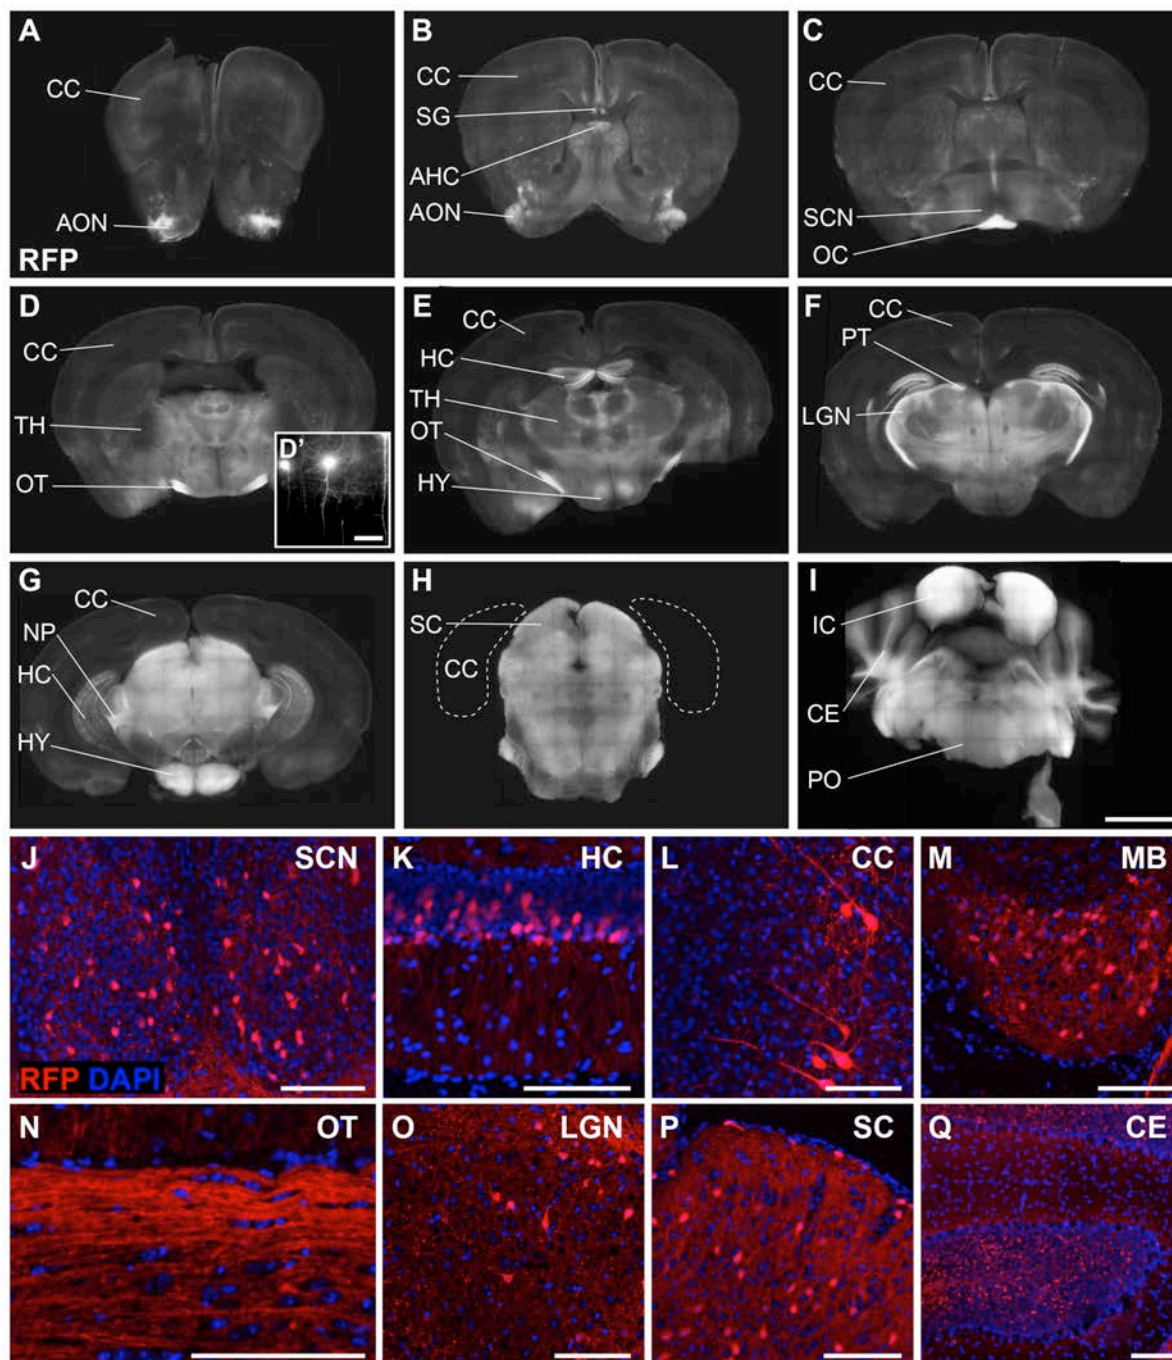 A
CC
AON
RFP
B
CC
SG
AHC
AON
C
CC
SCN
OC
D
CC
TH
OT
D'
E
CC
HC
TH
OT
HY
F
CC
PT
LGN
G
CC
NP
HC
HY
H
SC
CC
I
IC
CE
PO
J SCN
RFP DAPI
K HC
L CC
M MB
N OT
O LGN
P SC
Q CE